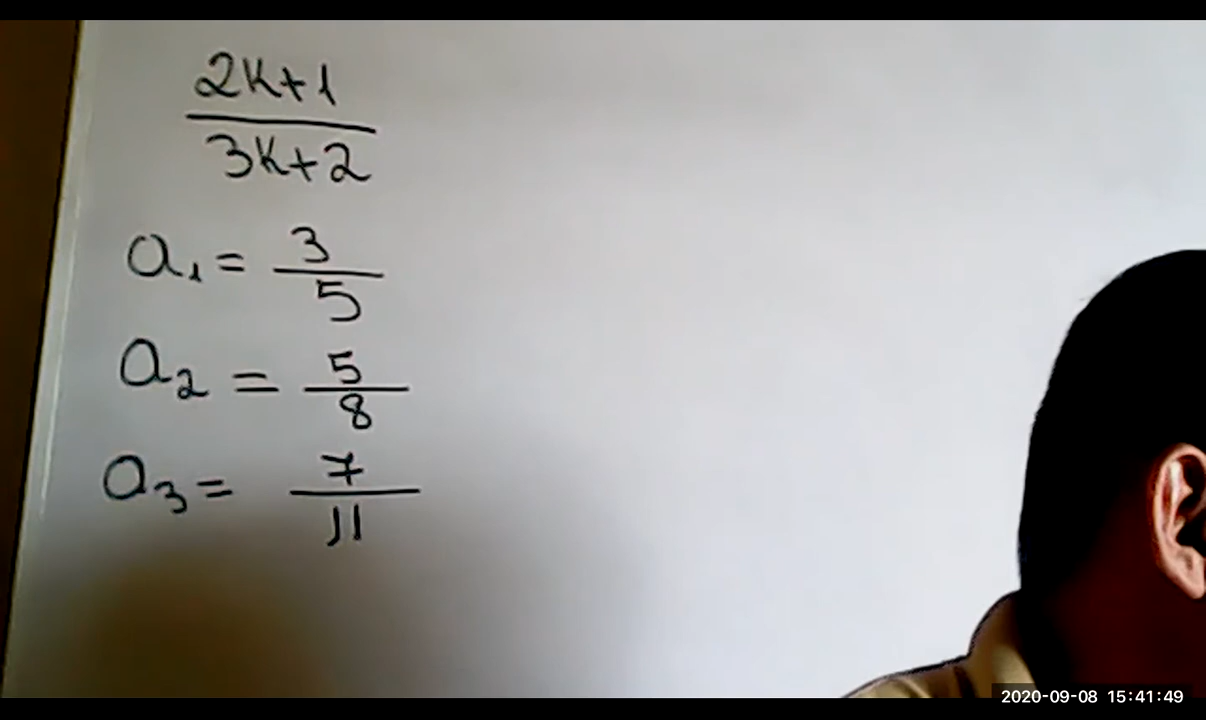 2k+1
3k+2
a₁ = 3
5
a₂ = 5
8
a₃ = 7
11
2020-09-08 15:41:49